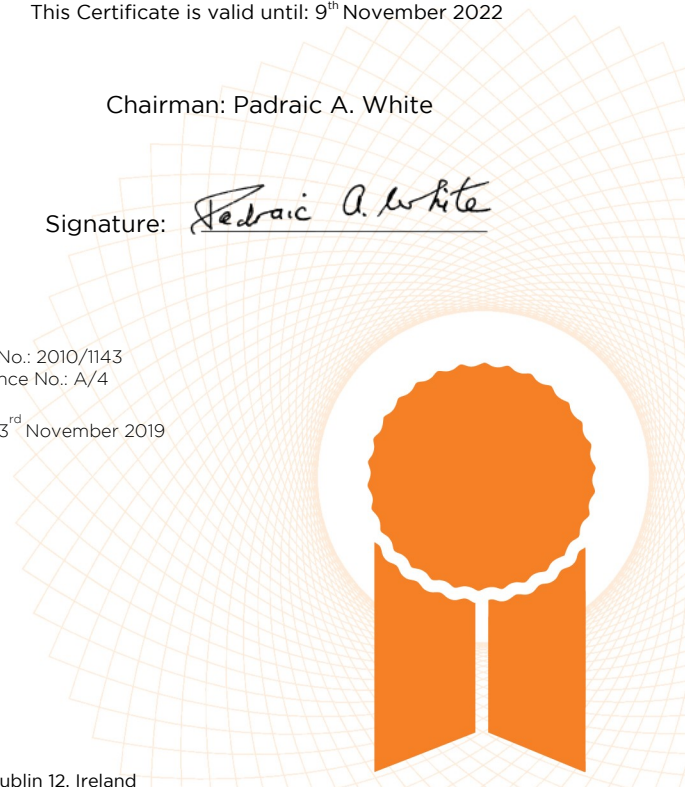 This Certificate is valid until: 9th November 2022
Chairman: Padraic A. White
Signature: Padraic A. White
No.: 2010/1143
nce No.: A/4
3rd November 2019
ublin 12, Ireland